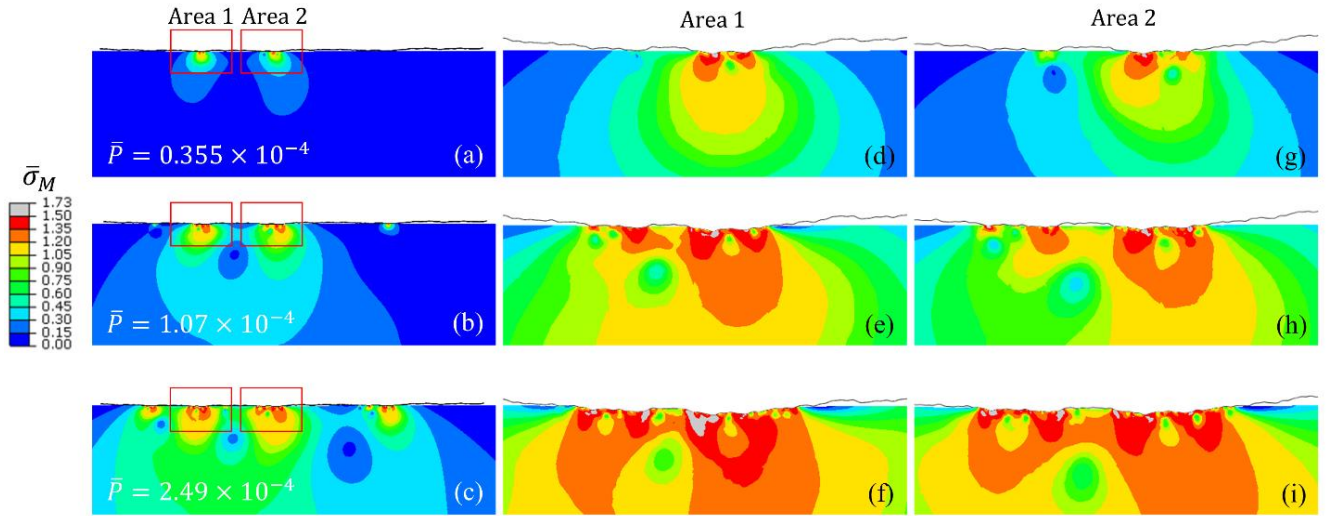 Area 1 Area 2
Area 1
Area 2
P̄ = 0.355 × 10⁻⁴
(a)
(d)
(g)
σ̄_M
1.73
1.50
1.35
1.20
1.05
0.90
0.75
0.60
0.45
0.30
0.15
0.00
P̄ = 1.07 × 10⁻⁴
(b)
(e)
(h)
P̄ = 2.49 × 10⁻⁴
(c)
(f)
(i)